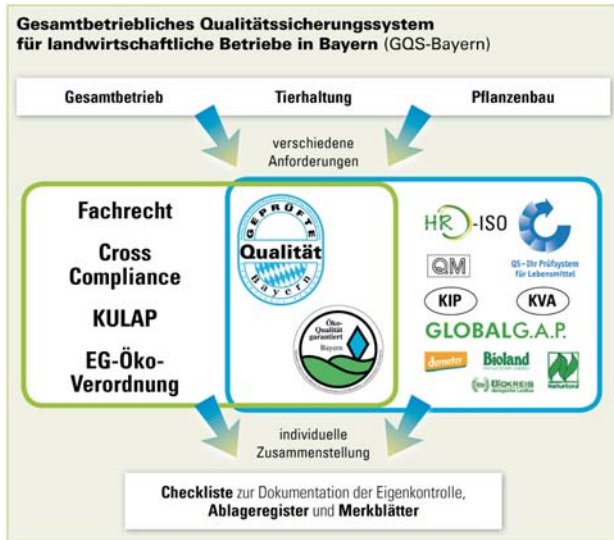 Gesamtbetriebliches Qualitätssicherungssystem
für landwirtschaftliche Betriebe in Bayern (GQS-Bayern)
Gesamtbetrieb
Tierhaltung
Pflanzenbau
verschiedene
Anforderungen
Fachrecht
Cross
Compliance
KULAP
EG-Öko-
Verordnung
GEPRÜFTE
Qualität
Bayern
Öko-
Qualität
garantiert
Bayern
HR-ISO
QM
QS–Ihr Prüfsystem
für Lebensmittel
KIP
KVA
GLOBALG.A.P.
demeter
Bioland
BIOKREIS
Naturland
individuelle
Zusammenstellung
Checkliste zur Dokumentation der Eigenkontrolle,
Ablageregister und Merkblätter